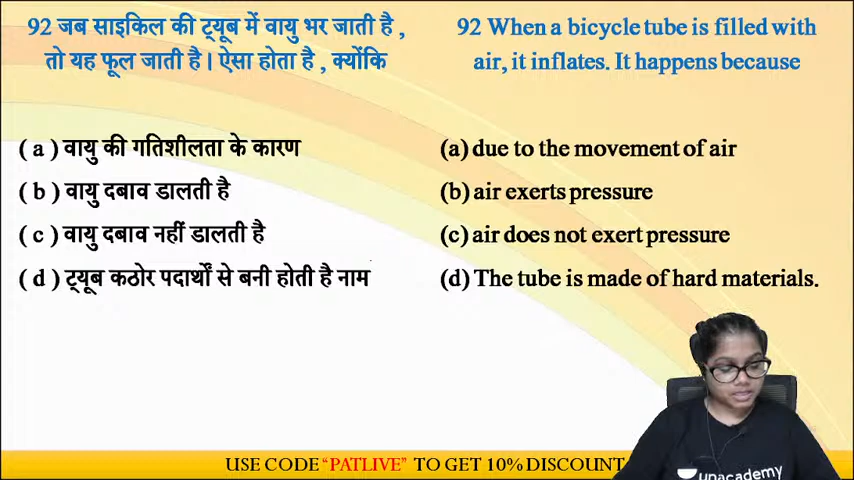 92 जब साइकिल की ट्यूब में वायु भर जाती है ,
तो यह फूल जाती है। ऐसा होता है , क्योंकि
( a ) वायु की गतिशीलता के कारण
( b ) वायु दबाव डालती है
( c ) वायु दबाव नहीं डालती है
( d ) ट्यूब कठोर पदार्थों से बनी होती है नाम
92 When a bicycle tube is filled with
air, it inflates. It happens because
(a) due to the movement of air
(b) air exerts pressure
(c) air does not exert pressure
(d) The tube is made of hard materials.
unacademy
USE CODE “PATLIVE” TO GET 10% DISCOUNT